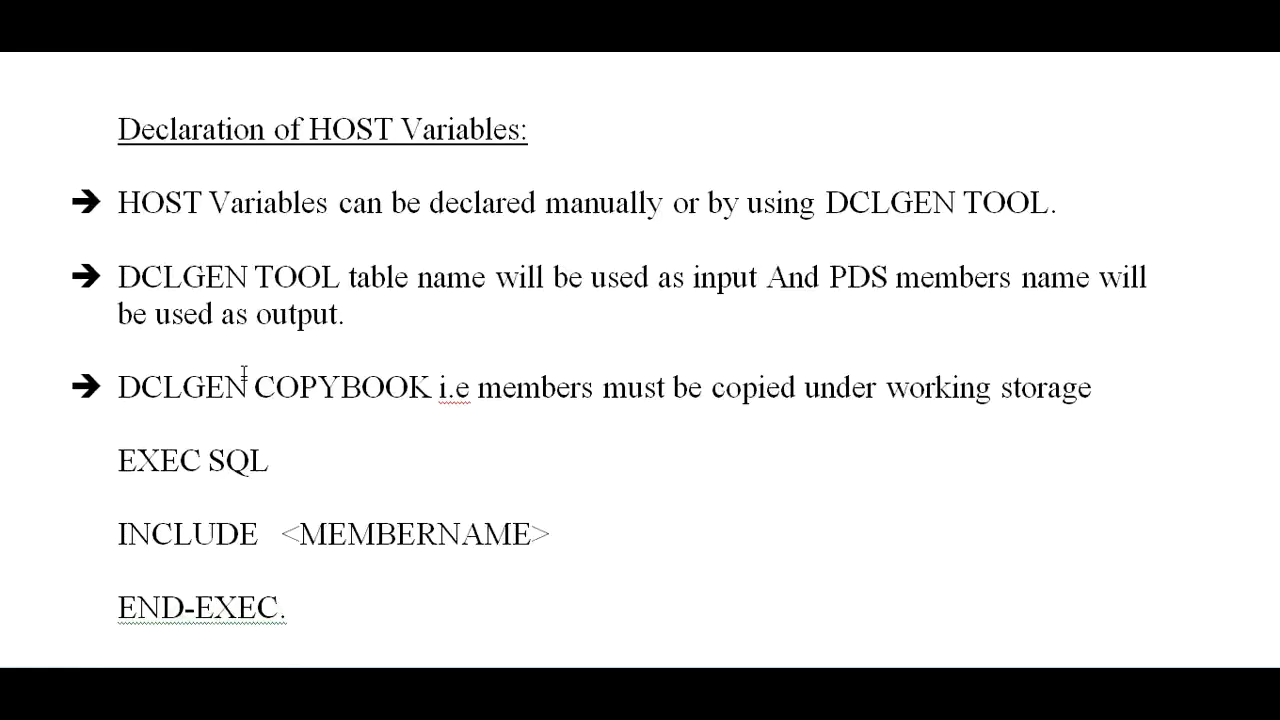 Declaration of HOST Variables:
➔ HOST Variables can be declared manually or by using DCLGEN TOOL.
➔ DCLGEN TOOL table name will be used as input And PDS members name will
be used as output.
➔ DCLGEN COPYBOOK i.e members must be copied under working storage
EXEC SQL
INCLUDE <MEMBERNAME>
END-EXEC.